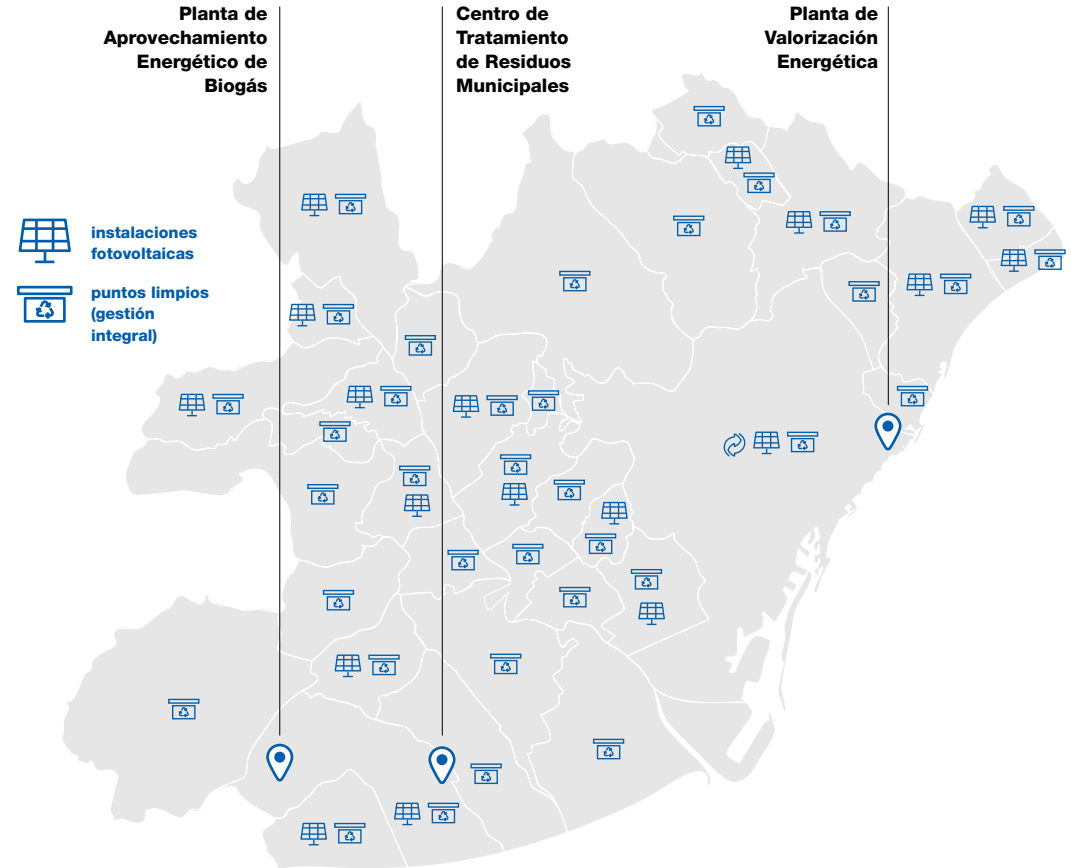 Planta de
Aprovechamiento
Energético de
Biogás
Centro de
Tratamiento
de Residuos
Municipales
Planta de
Valorización
Energética
instalaciones
fotovoltaicas
puntos limpios
(gestión
integral)